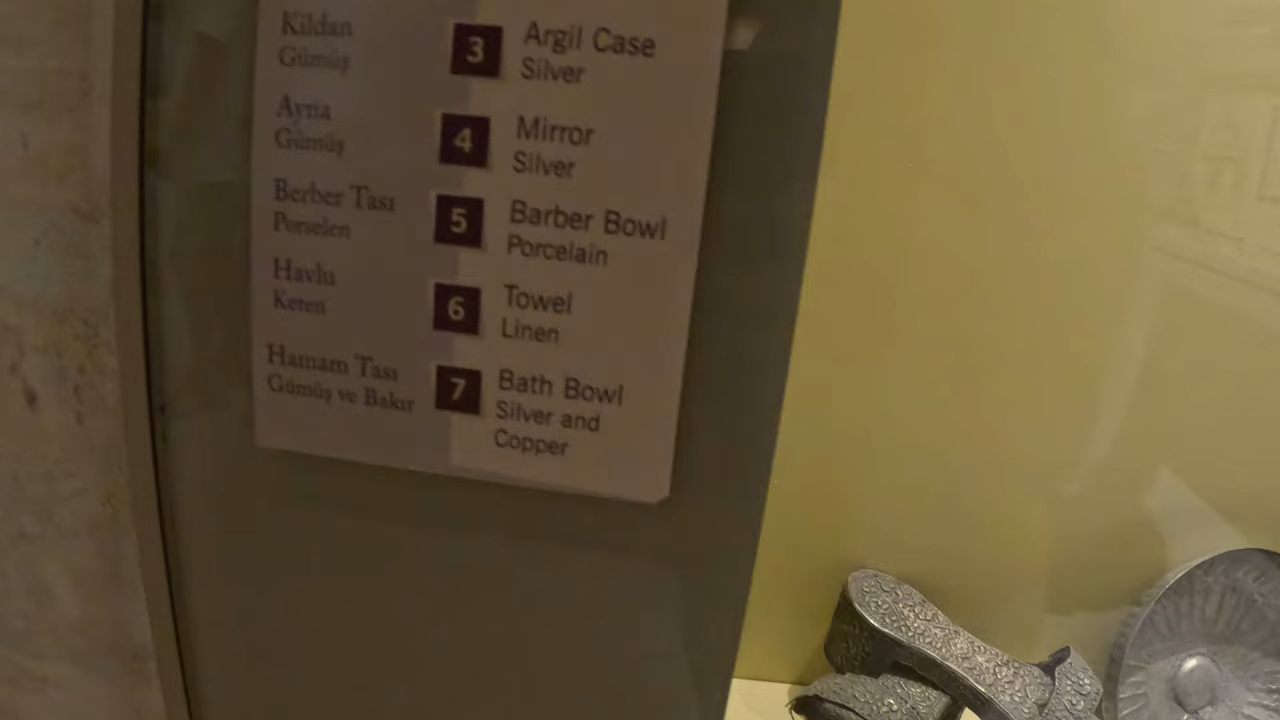 Kildan
Gümüş
3
Argil Case
Silver
Ayna
Gümüş
4
Mirror
Silver
Berber Tası
Porselen
5
Barber Bowl
Porcelain
Havlu
Keten
6
Towel
Linen
Hamam Tası
Gümüş ve Bakır
7
Bath Bowl
Silver and
Copper